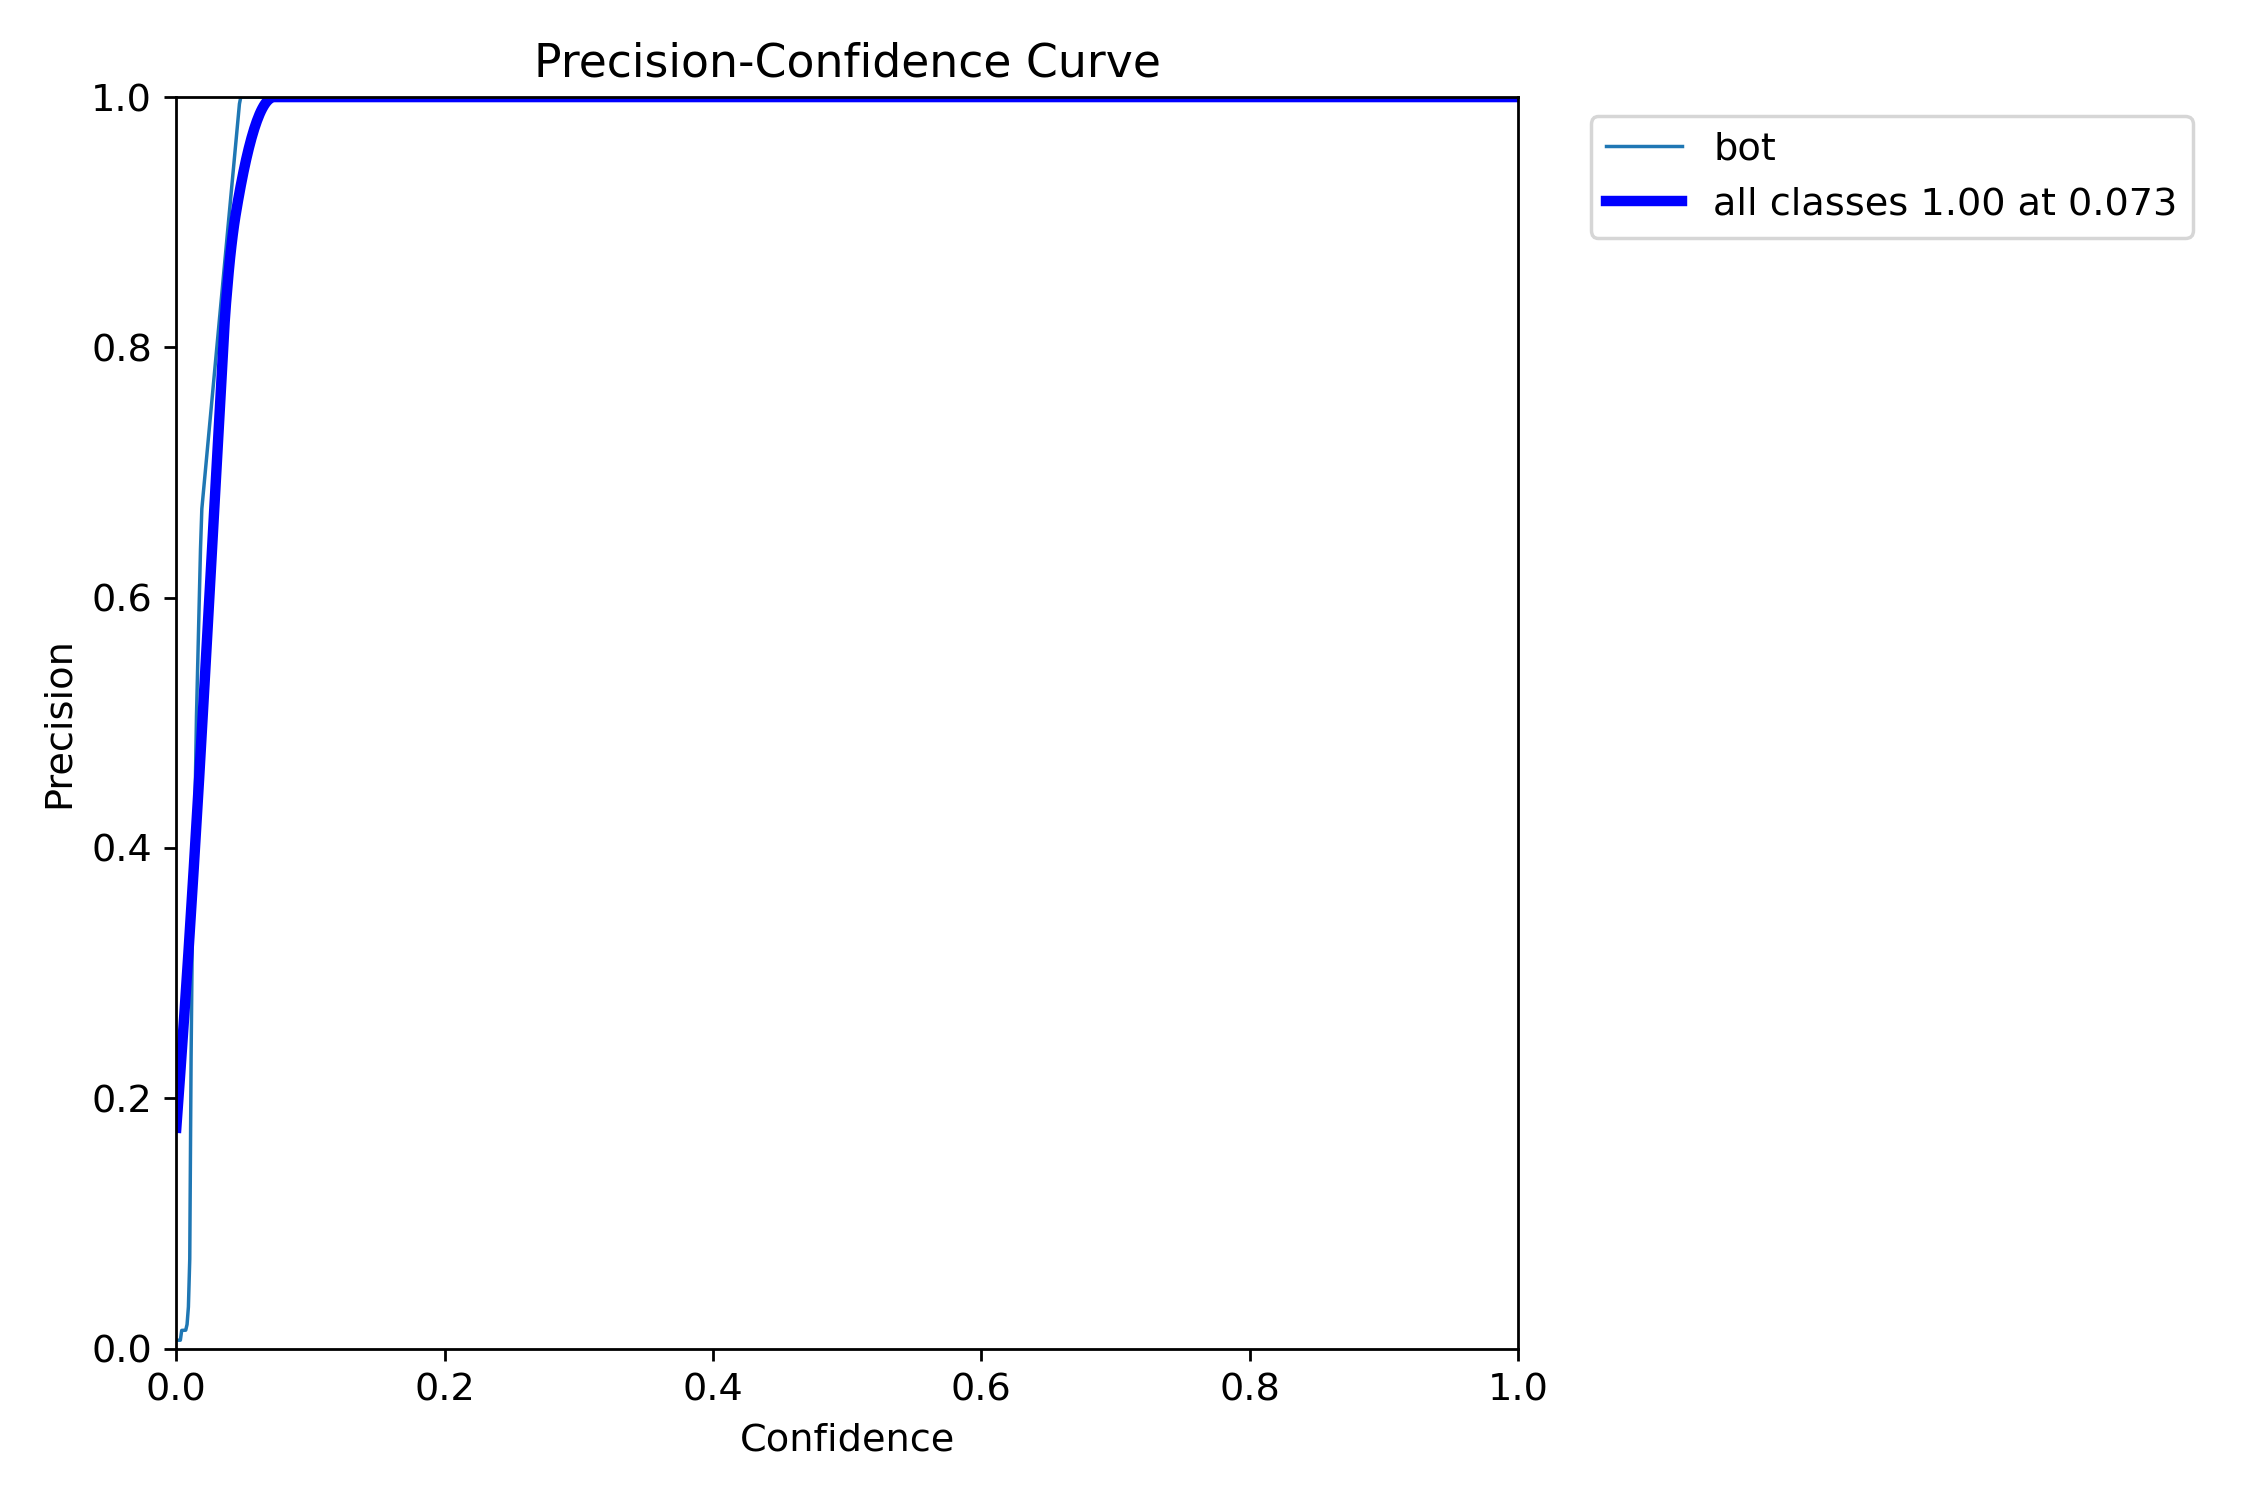 Precision-Confidence Curve
1.0
0.8
0.6
0.4
0.2
0.0
Precision
0.0 0.2 0.4 0.6 0.8 1.0
Confidence
bot
all classes 1.00 at 0.073